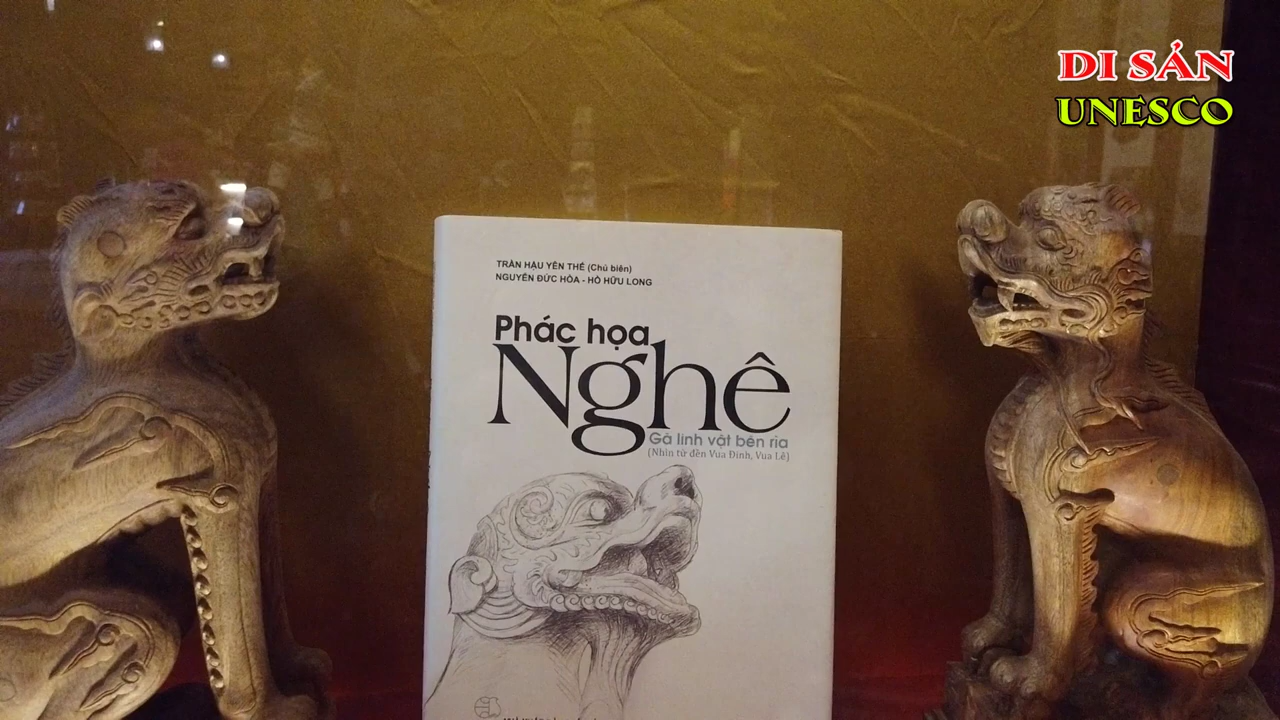 DI SẢN
UNESCO
TRẦN HẬU YÊN THẾ (Chủ biên)
NGUYỄN ĐỨC HÒA - HỒ HỮU LONG
Phác họa
Nghê
Gã linh vật bên rìa
(Nhìn từ đền Vua Đinh, Vua Lê)